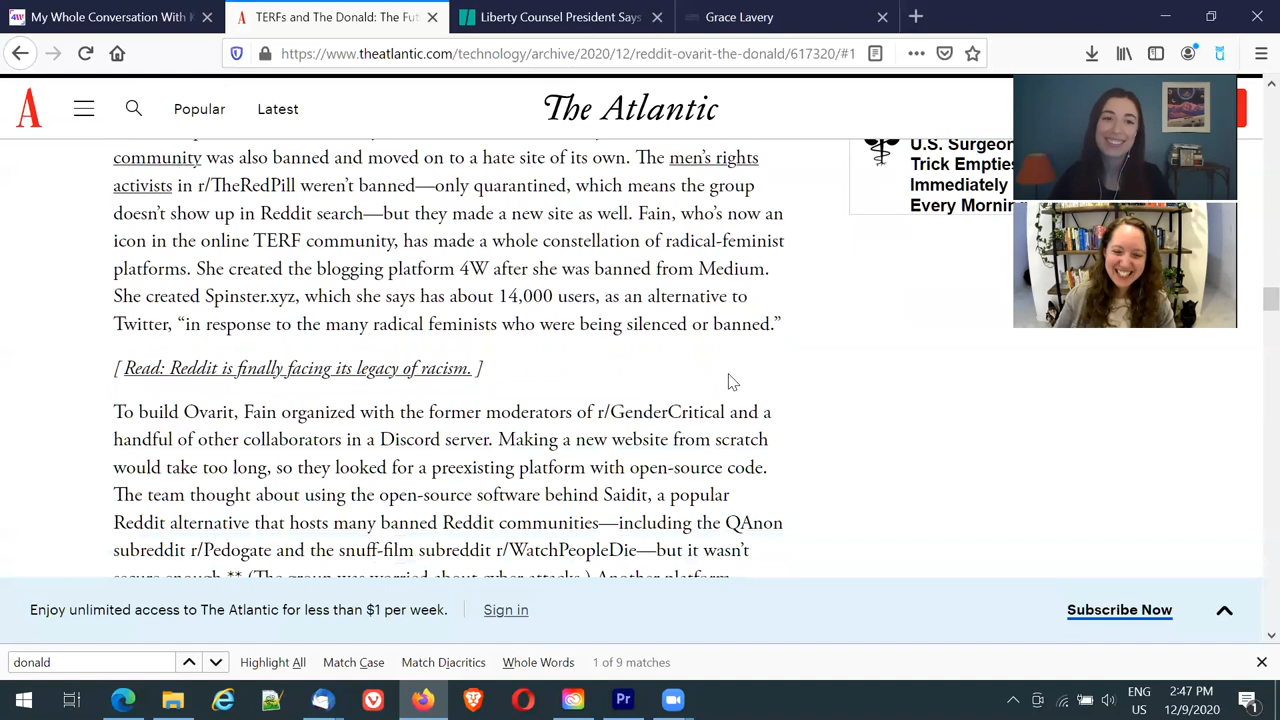 My Whole Conversation With K
TERFs and The Donald: The Fut
Liberty Counsel President Says
Grace Lavery
https://www.theatlantic.com/technology/archive/2020/12/reddit-ovarit-the-donald/617320/#1
Popular
Latest
The Atlantic
community was also banned and moved on to a hate site of its own. The men's rights
activists in r/TheRedPill weren't banned—only quarantined, which means the group
doesn't show up in Reddit search—but they made a new site as well. Fain, who's now an
icon in the online TERF community, has made a whole constellation of radical-feminist
platforms. She created the blogging platform 4W after she was banned from Medium.
She created Spinster.xyz, which she says has about 14,000 users, as an alternative to
Twitter, “in response to the many radical feminists who were being silenced or banned.”
[ Read: Reddit is finally facing its legacy of racism. ]
To build Ovarit, Fain organized with the former moderators of r/GenderCritical and a
handful of other collaborators in a Discord server. Making a new website from scratch
would take too long, so they looked for a preexisting platform with open-source code.
The team thought about using the open-source software behind Saidit, a popular
Reddit alternative that hosts many banned Reddit communities—including the QAnon
subreddit r/Pedogate and the snuff-film subreddit r/WatchPeopleDie—but it wasn't
secure enough.** (The group was worried about cyber attacks.) Another platform
U.S. Surgeo
Trick Empties
Immediately
Every Mornin
Enjoy unlimited access to The Atlantic for less than $1 per week.
Sign in
Subscribe Now
donald
Highlight All
Match Case
Match Diacritics
Whole Words
1 of 9 matches
ENG
US
2:47 PM
12/9/2020